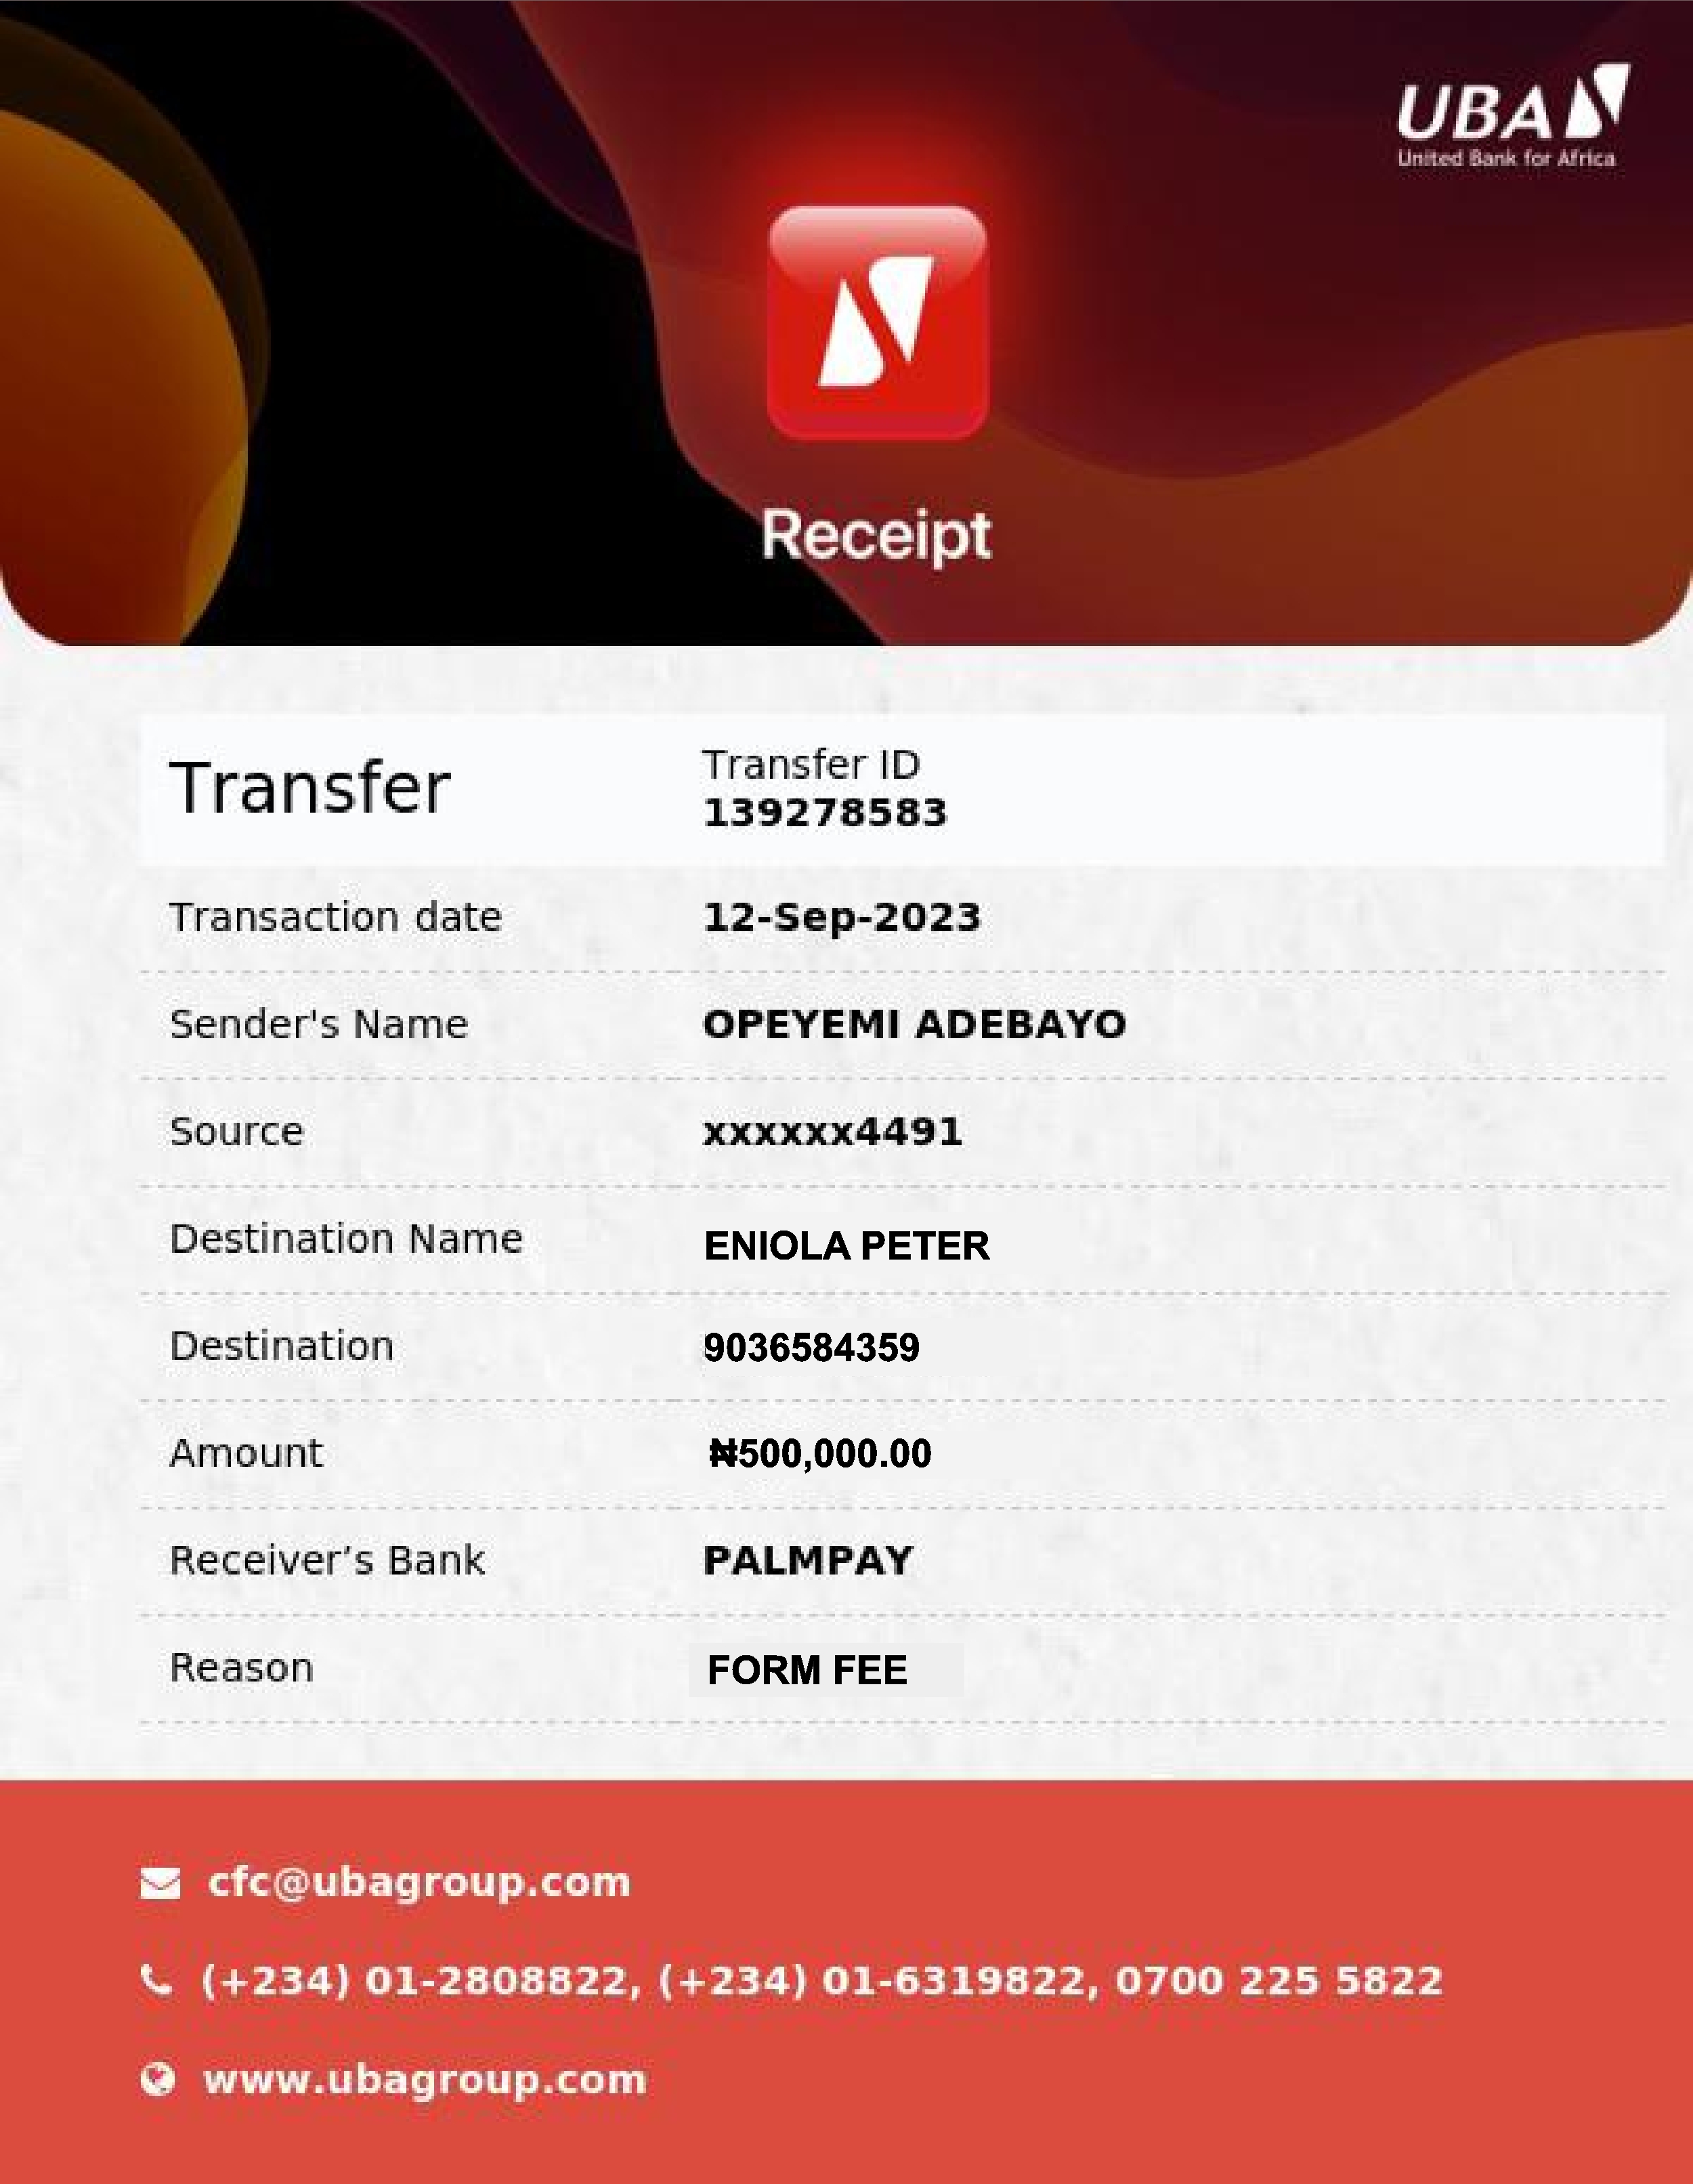 UBA
United Bank for Africa
Receipt
Transfer
Transfer ID
139278583
Transaction date 12-Sep-2023
Sender's Name OPEYEMI ADEBAYO
Source xxxxxx4491
Destination Name ENIOLA PETER
Destination 9036584359
Amount ₦500,000.00
Receiver’s Bank PALMPAY
Reason FORM FEE
cfc@ubagroup.com
(+234) 01-2808822, (+234) 01-6319822, 0700 225 5822
www.ubagroup.com